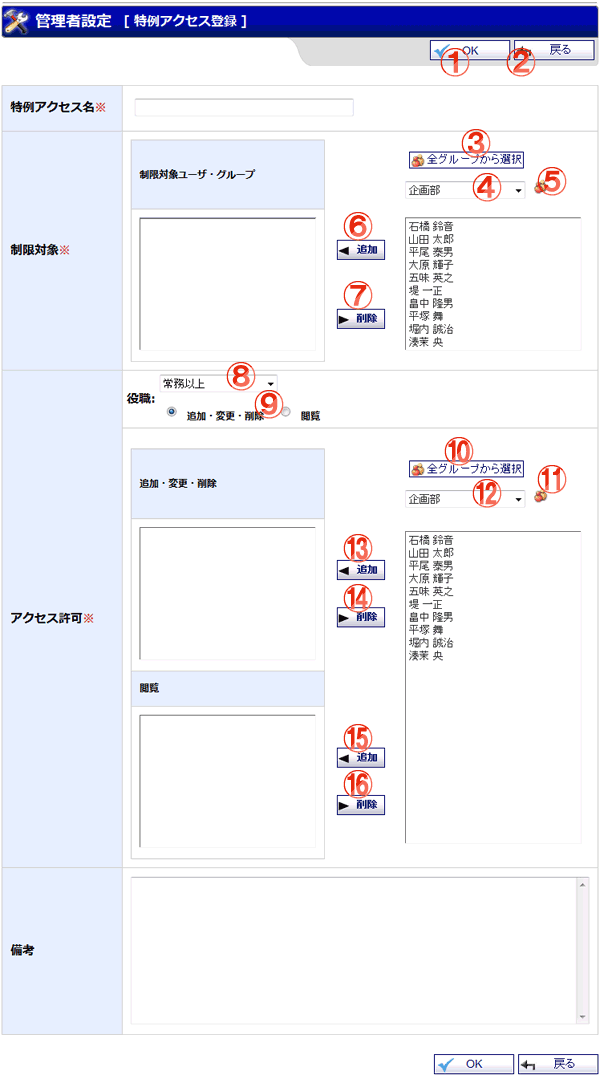 管理者設定 [ 特例アクセス登録 ]
OK 戻る
① ②
特例アクセス名※
③
全グループから選択
制限対象ユーザ・グループ
企画部 ④ ⑤
制限対象※
⑥
追加
⑦
削除
石橋 鈴音
山田 太郎
平尾 泰男
大原 輝子
五味 英之
堤 一正
畠中 隆男
平塚 舞
堀内 誠治
湊茉 央
常務以上 ⑧
役職:
追加・変更・削除 ⑨ 閲覧
⑩
全グループから選択
追加・変更・削除
企画部 ⑫ ⑪
アクセス許可※
⑬
追加
⑭
削除
石橋 鈴音
山田 太郎
平尾 泰男
大原 輝子
五味 英之
堤 一正
畠中 隆男
平塚 舞
堀内 誠治
湊茉 央
閲覧
⑮
追加
⑯
削除
備考
OK 戻る